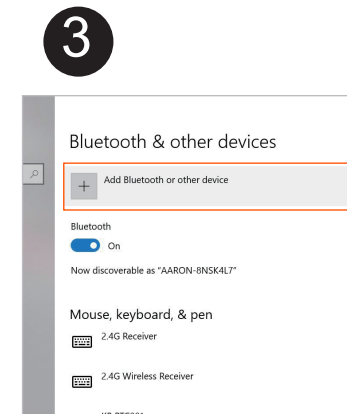 3
Bluetooth & other devices
Add Bluetooth or other device
Bluetooth
On
Now discoverable as "AARON-8NSK4L7"
Mouse, keyboard, & pen
2.4G Receiver
2.4G Wireless Receiver